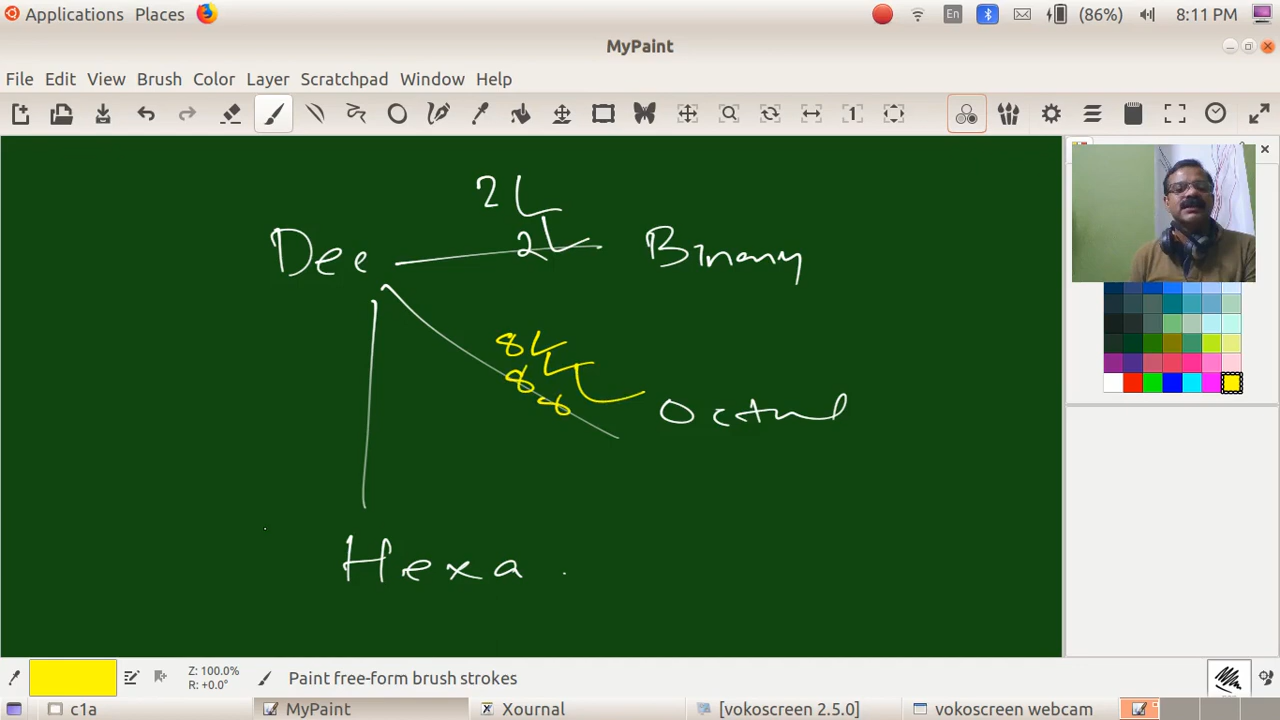 Applications Places En (86%) 8:11 PM
MyPaint
File Edit View Brush Color Layer Scratchpad Window Help
2
Dec 2 Binary
8
8
8 Octal
Hexa
Z: 100.0%
R: +0.0°
Paint free-form brush strokes
c1a MyPaint Xournal [vokoscreen 2.5.0] vokoscreen webcam